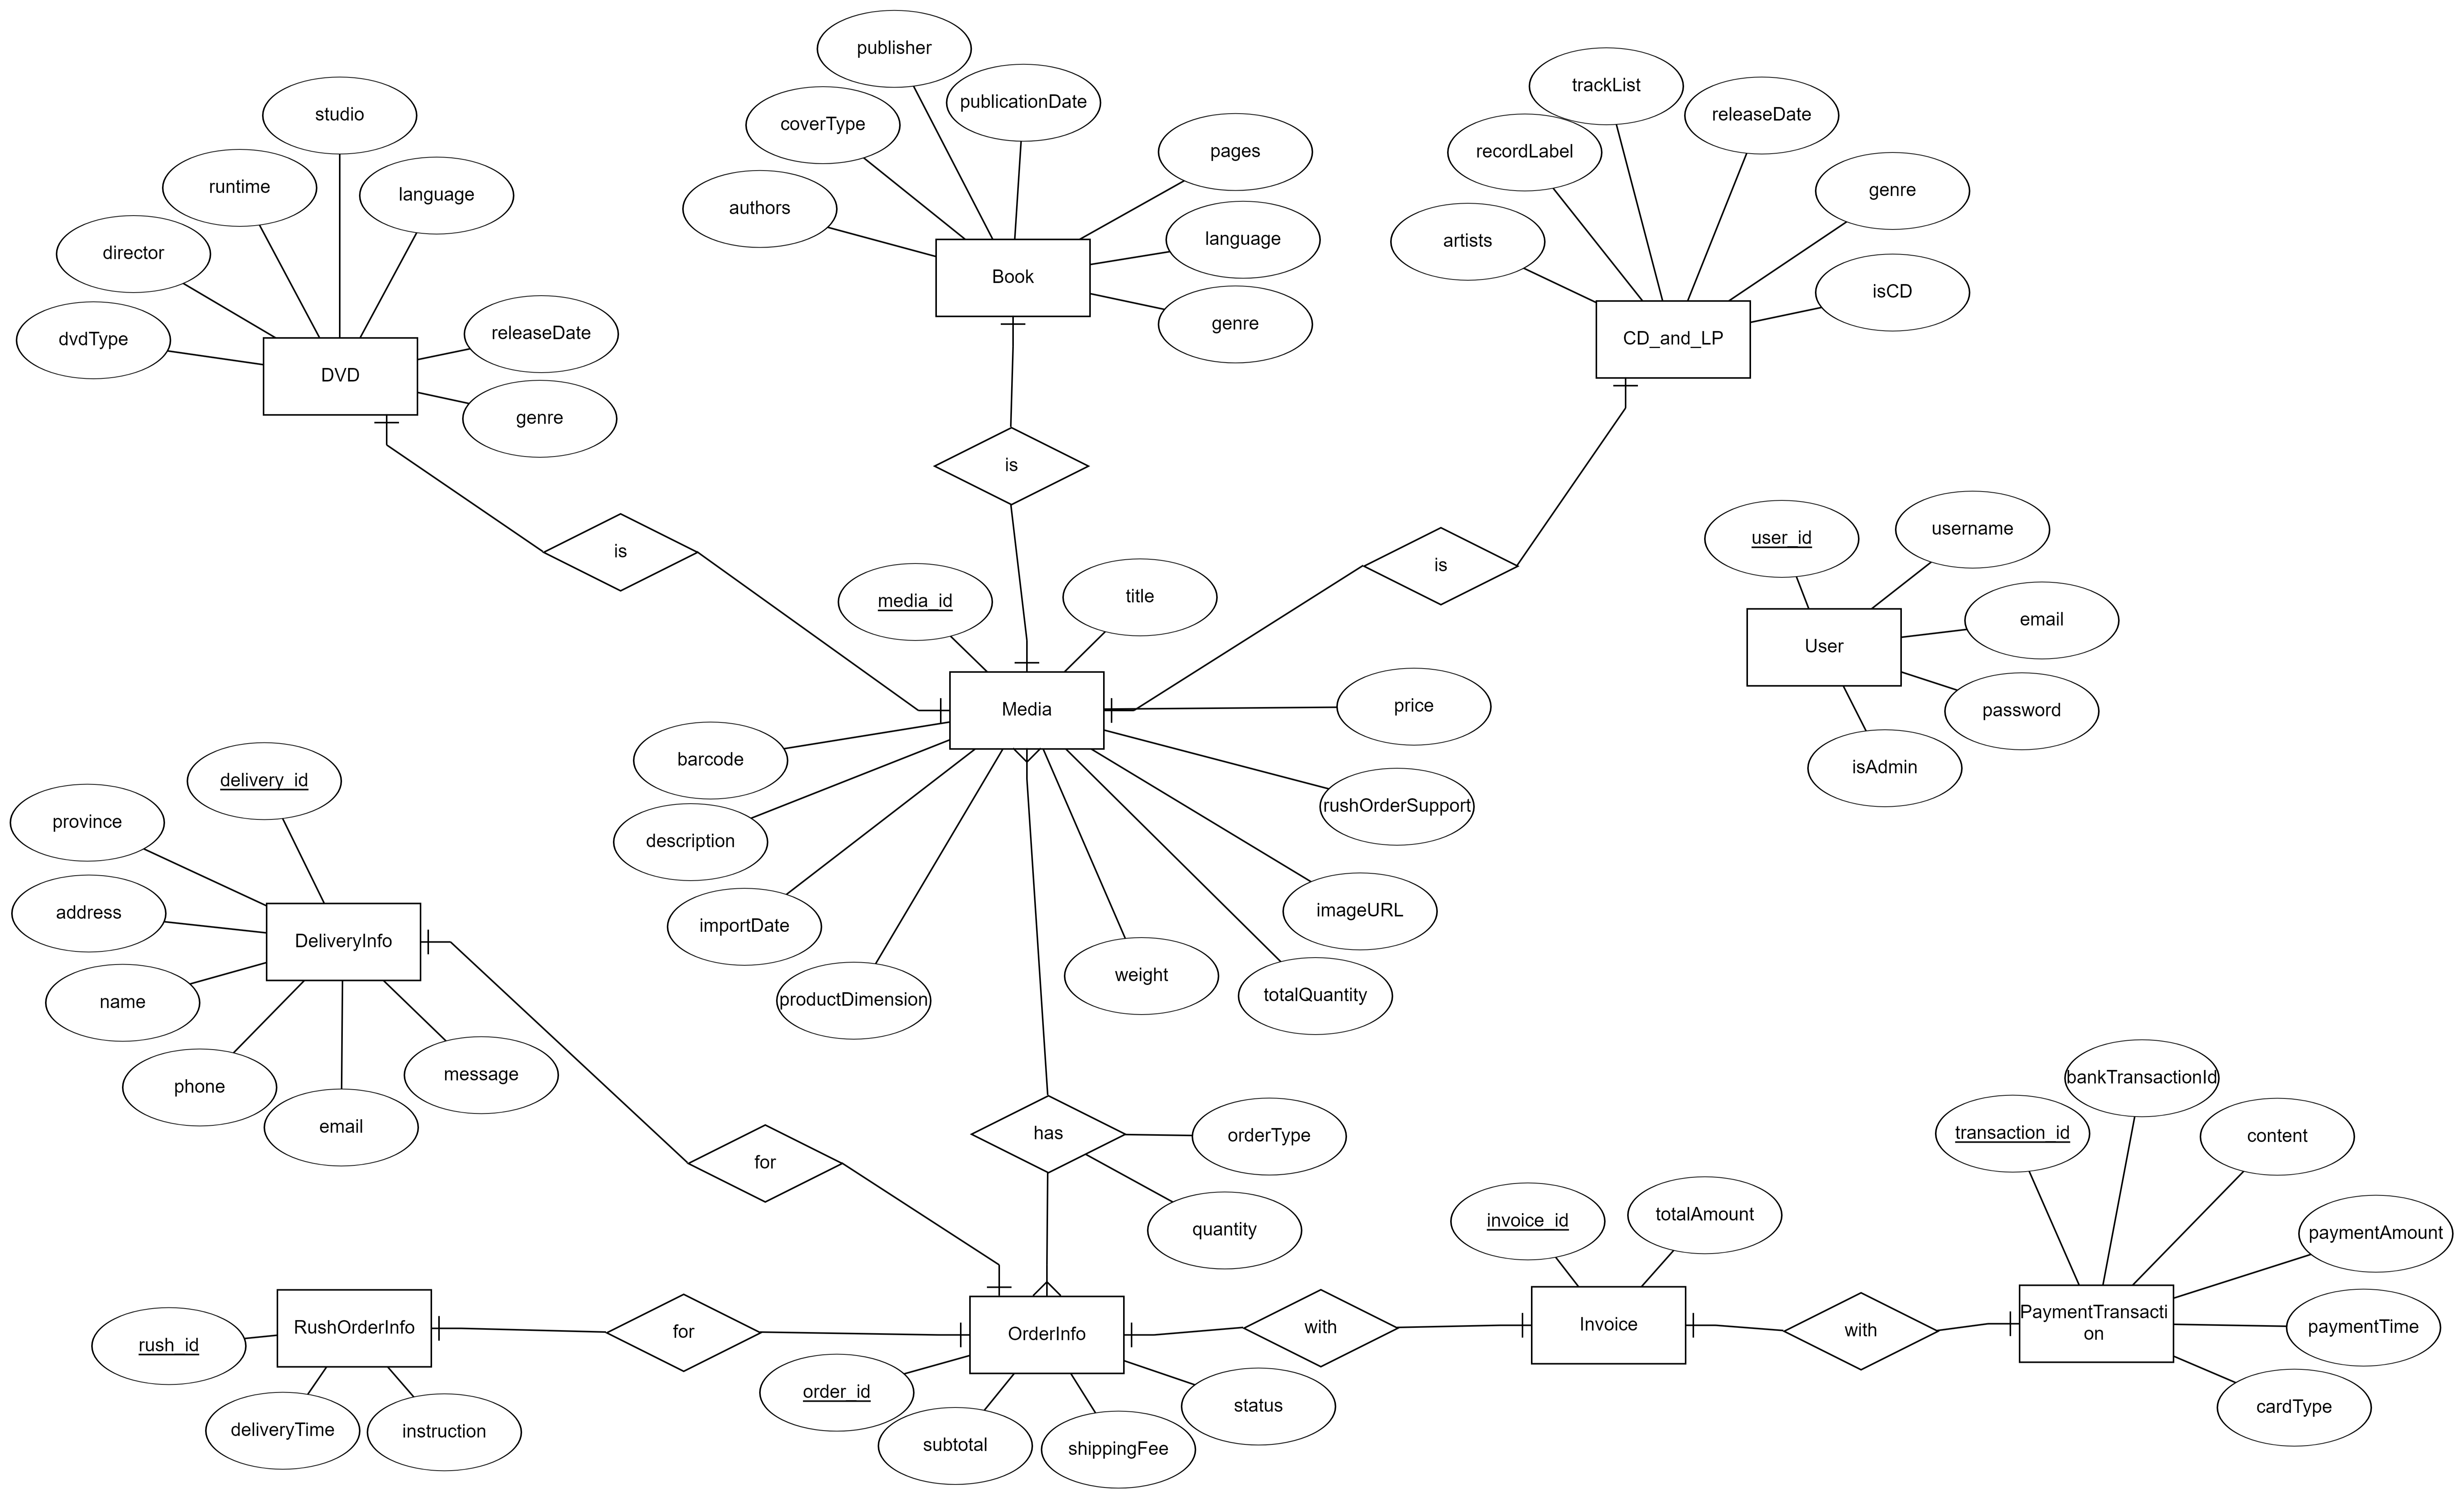 publisher
trackList
publicationDate
studio
releaseDate
coverType
pages
recordLabel
runtime
language
genre
authors
language
artists
director
Book
isCD
genre
releaseDate
dvdType
CD_and_LP
DVD
genre
is
username
user_id
is
is
title
media_id
email
User
price
Media
password
barcode
isAdmin
delivery_id
rushOrderSupport
province
description
address
imageURL
importDate
DeliveryInfo
weight
totalQuantity
productDimension
name
message
bankTransactionId
phone
email
has
orderType
transaction_id
content
for
quantity
invoice_id
totalAmount
paymentAmount
RushOrderInfo
for
OrderInfo
with
Invoice
with
PaymentTransacti
on
paymentTime
rush_id
order_id
status
cardType
deliveryTime
instruction
subtotal
shippingFee